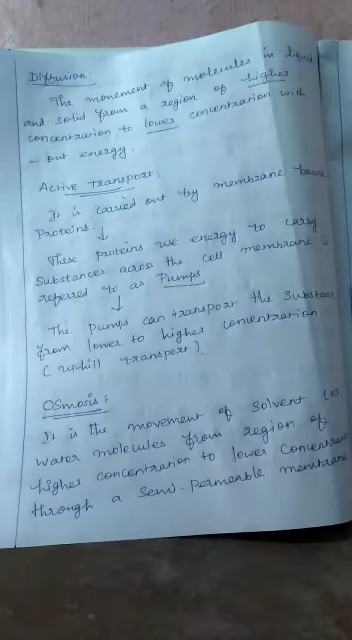 Diffusion:
The movement of molecules in liquid
and solid from a region of higher
concentration to lower concentration with
- out energy.
Active Transport:
It is carried out by membrane
Proteins.
↓
These proteins use energy to carry
Substances across the cell membrane is
referred to as Pumps
↓
The pumps can transport the substance
from lower to higher concentration
(uphill transport).
Osmosis:
It is the movement of solvent (or
water molecules from region of
higher concentration to lower
through a semi-permeable membrane